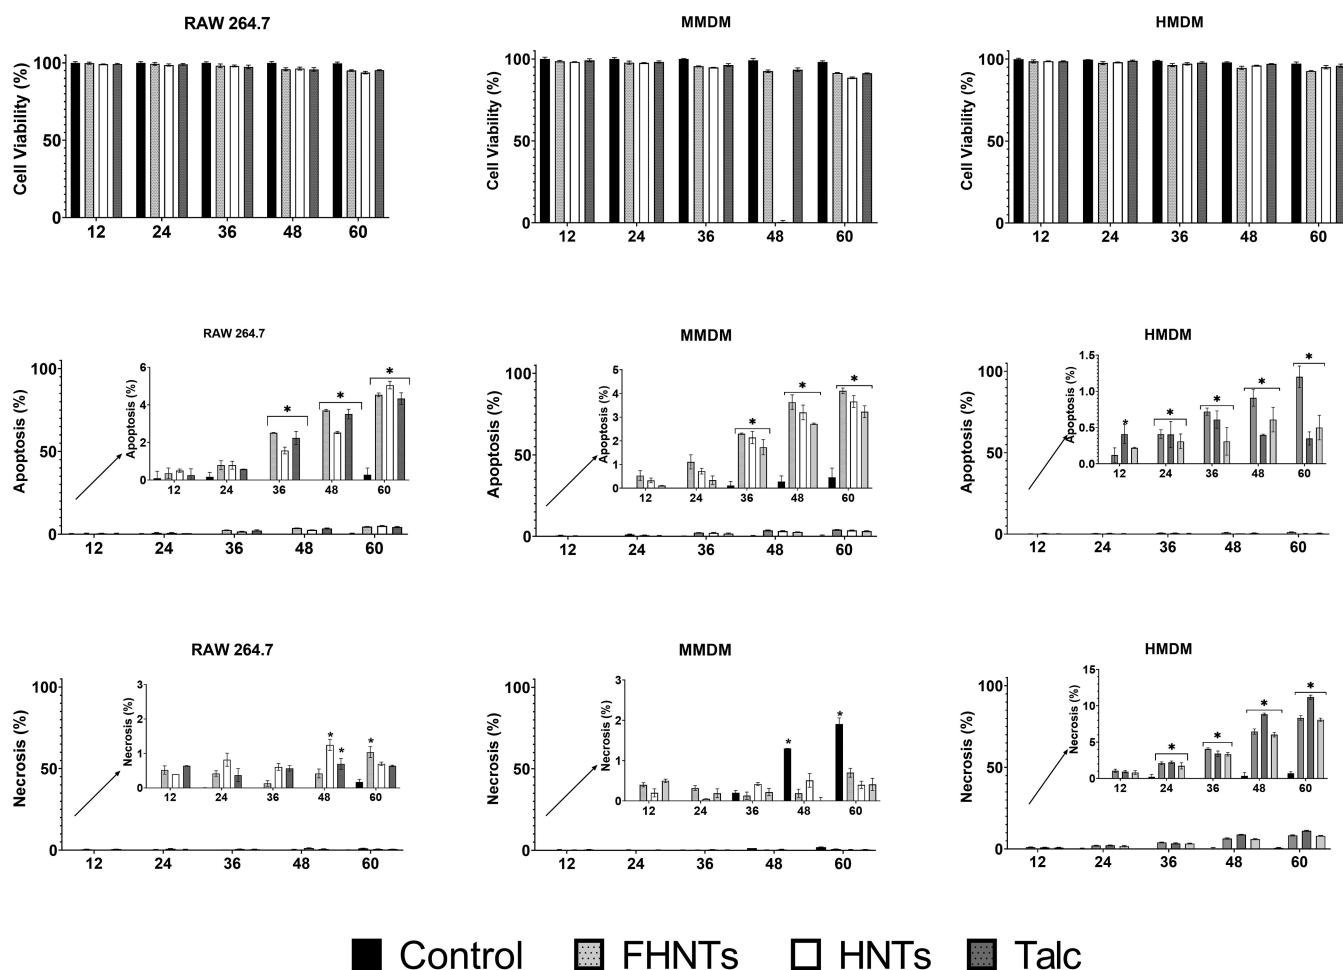 RAW 264.7 MMDM HMDM
Cell Viability (%) 100 50 0 Cell Viability (%) 100 50 0 Cell Viability (%) 100 50 0
12 24 36 48 60 12 24 36 48 60 12 24 36 48 60
RAW 264.7 MMDM HMDM
Apoptosis (%) 100 50 0 Apoptosis (%) 100 50 0 Apoptosis (%) 100 50 0
Apoptosis (%) 6 4 2 0 Apoptosis (%) 5 4 3 2 1 0 Apoptosis (%) 1.5 1.0 0.5 0.0
* * * * * * * * * * *
12 24 36 48 60 12 24 36 48 60 12 24 36 48 60
12 24 36 48 60 12 24 36 48 60 12 24 36 48 60
RAW 264.7 MMDM HMDM
Necrosis (%) 100 50 0 Necrosis (%) 100 50 0 Necrosis (%) 100 50 0
Necrosis (%) 3 2 1 0 Necrosis (%) 3 2 1 0 Necrosis (%) 15 10 5 0
* * * * * * * * *
12 24 36 48 60 12 24 36 48 60 12 24 36 48 60
12 24 36 48 60 12 24 36 48 60 12 24 36 48 60
Control FHNTs HNTs Talc